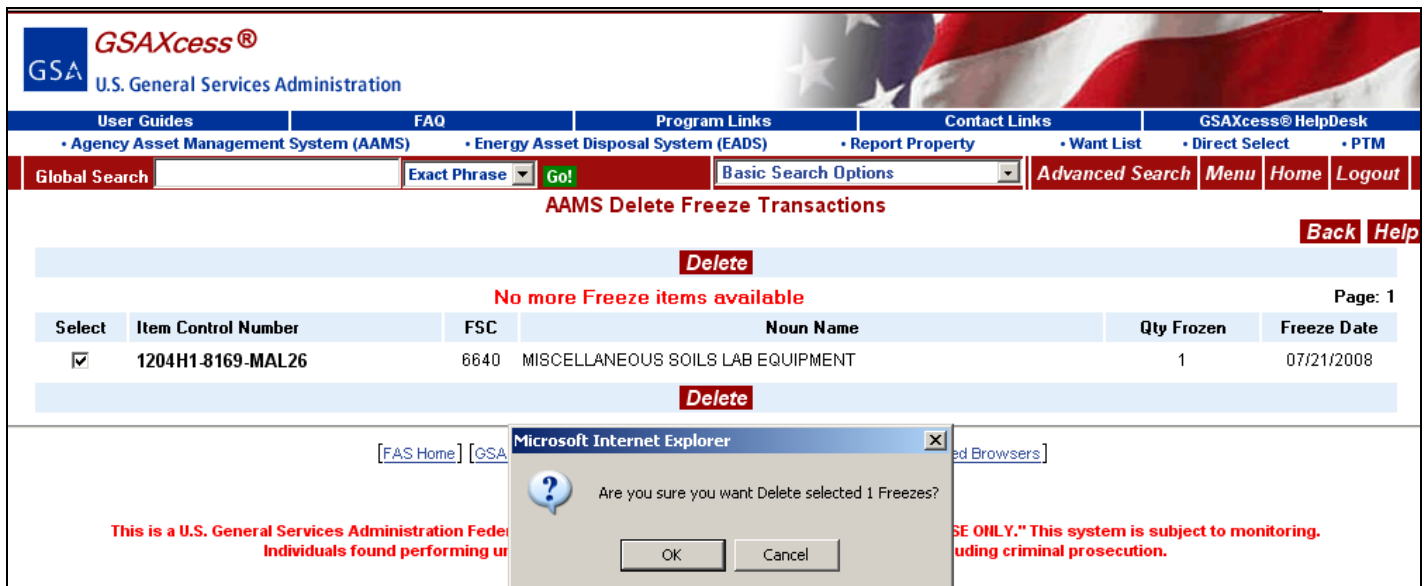 GSAXcess®
GSA
U.S. General Services Administration
User Guides FAQ Program Links Contact Links GSAXcess® HelpDesk
• Agency Asset Management System (AAMS) • Energy Asset Disposal System (EADS) • Report Property • Want List • Direct Select • PTM
Global Search Exact Phrase Go! Basic Search Options Advanced Search Menu Home Logout
AAMS Delete Freeze Transactions
Back Help
Delete
No more Freeze items available Page: 1
Select Item Control Number FSC Noun Name Qty Frozen Freeze Date
1204H1-8169-MAL26 6640 MISCELLANEOUS SOILS LAB EQUIPMENT 1 07/21/2008
Delete
Microsoft Internet Explorer
[FAS Home] [GSA ed Browsers]
Are you sure you want Delete selected 1 Freezes?
This is a U.S. General Services Administration Feder SE ONLY." This system is subject to monitoring.
Individuals found performing un uding criminal prosecution.
OK Cancel